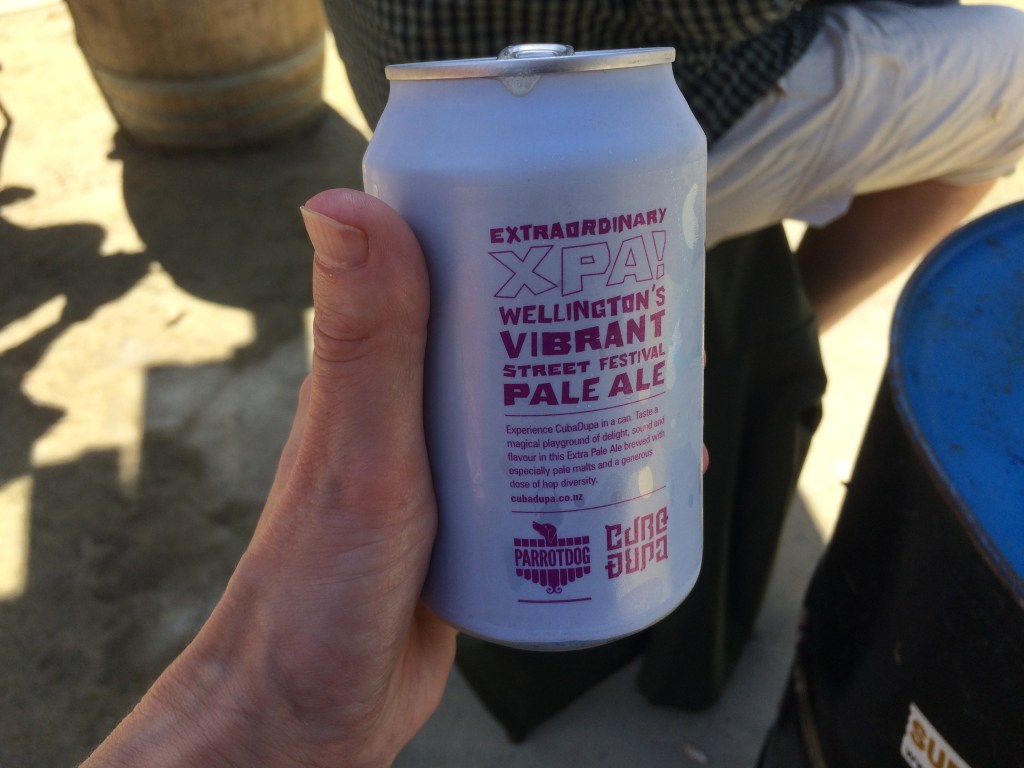 EXTRAORDINARY
XPA!
WELLINGTON'S
VIBRANT
STREET FESTIVAL
PALE ALE
Experience CubaDupa in a can. Taste a
magical playground of delight, sound and
flavour in this Extra Pale Ale brewed with
especially pale malts and a generous
dose of hop diversity.
cubadupa.co.nz
PARROTDOG
CUBA
DUPA